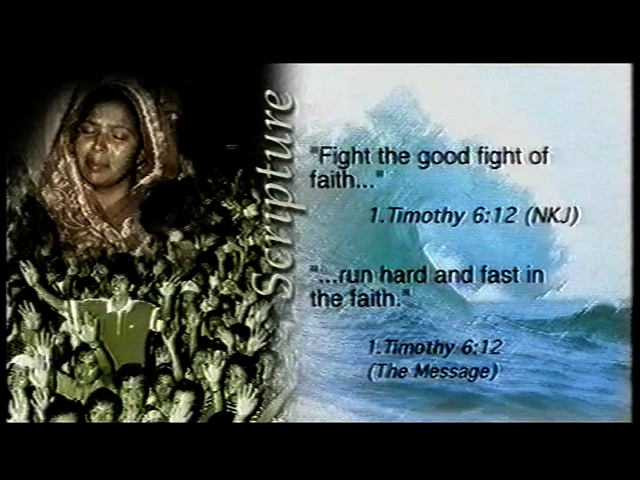 Scripture
"Fight the good fight of
faith..."
1.Timothy 6:12 (NKJ)
"...run hard and fast in
the faith."
1.Timothy 6:12
(The Message)